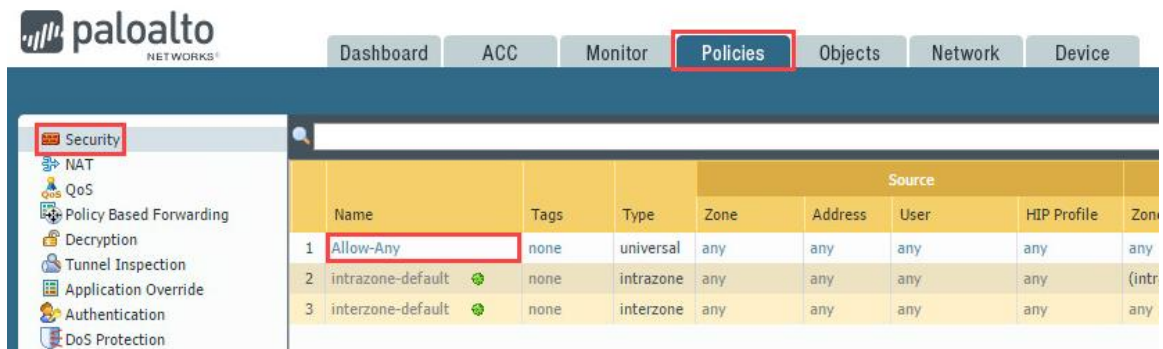 paloalto
NETWORKS®
Dashboard ACC Monitor Policies Objects Network Device
Security
NAT
QoS
Policy Based Forwarding
Decryption
Tunnel Inspection
Application Override
Authentication
DoS Protection
Source
Name Tags Type Zone Address User HIP Profile Zone
1 Allow-Any none universal any any any any any
2 intrazone-default none intrazone any any any any (intr
3 interzone-default none interzone any any any any any